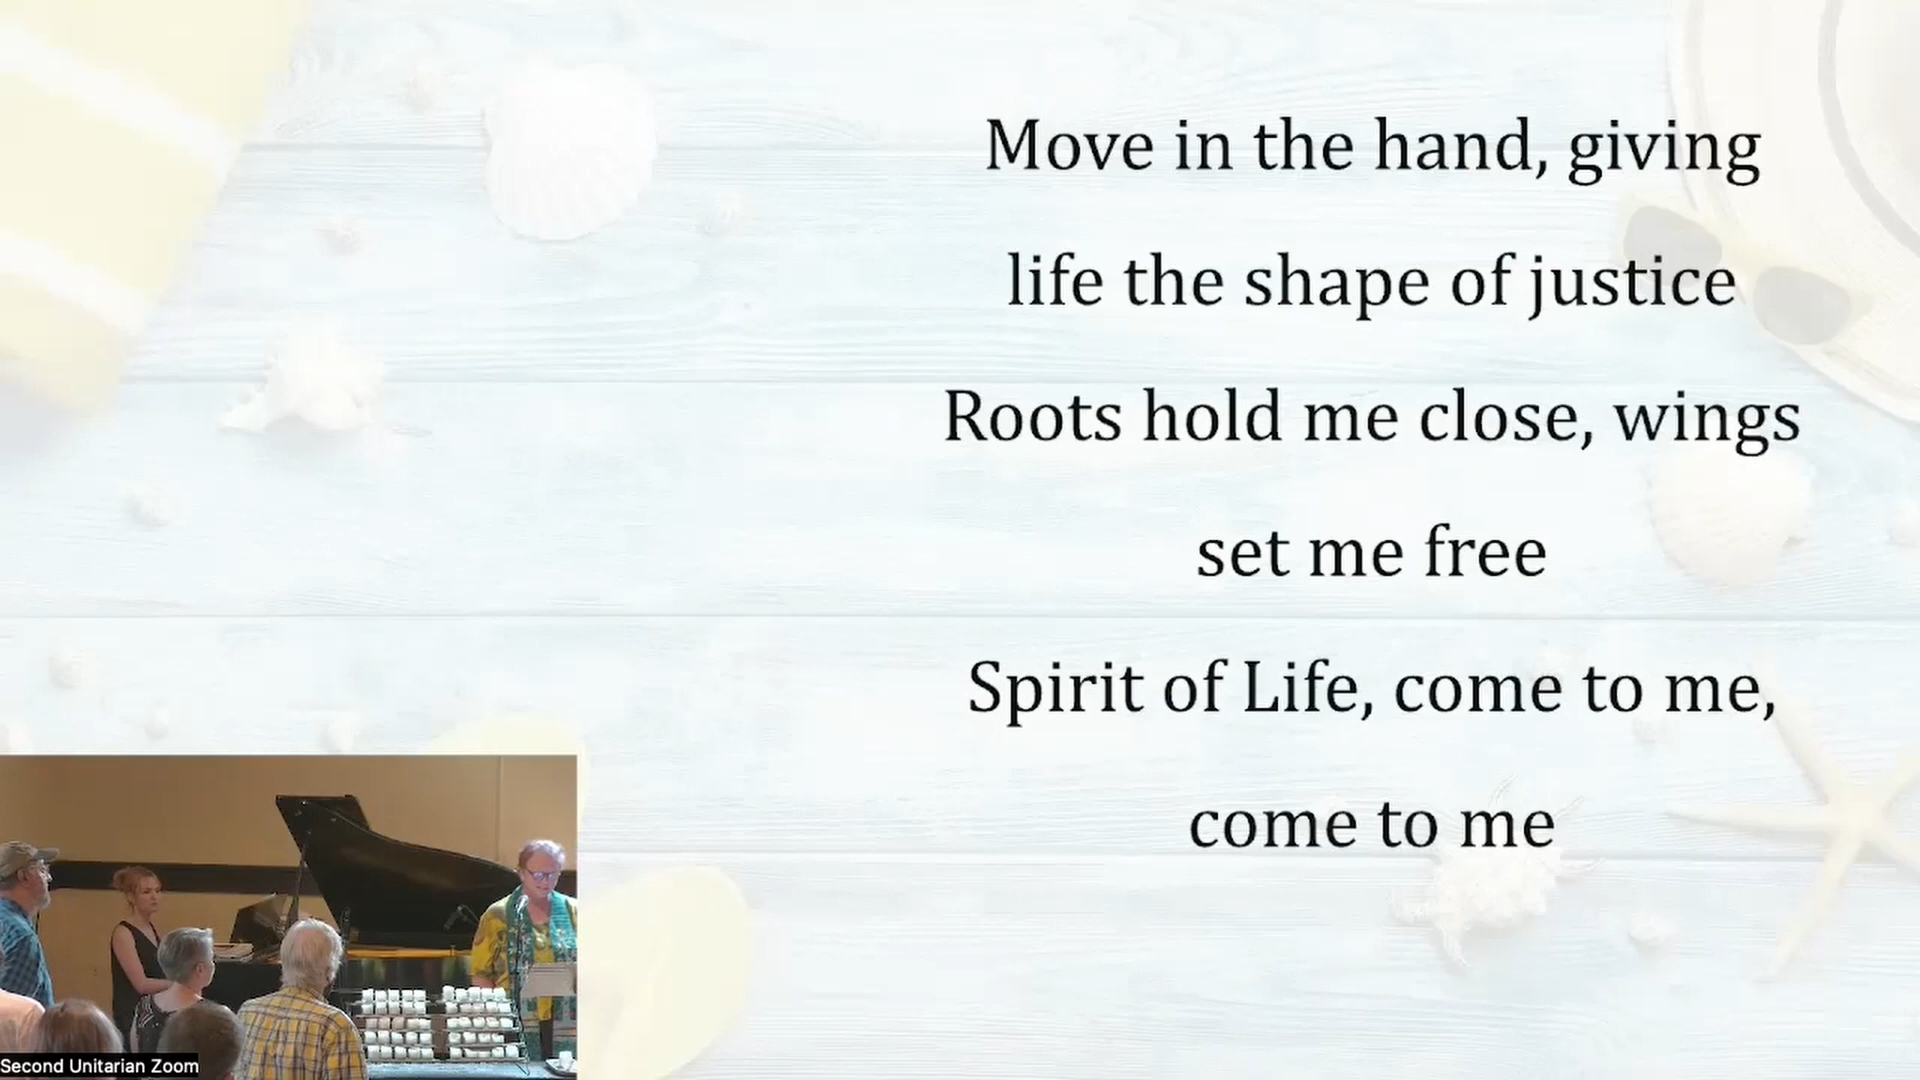 Move in the hand, giving
life the shape of justice
Roots hold me close, wings
set me free
Spirit of Life, come to me,
come to me
Second Unitarian Zoom